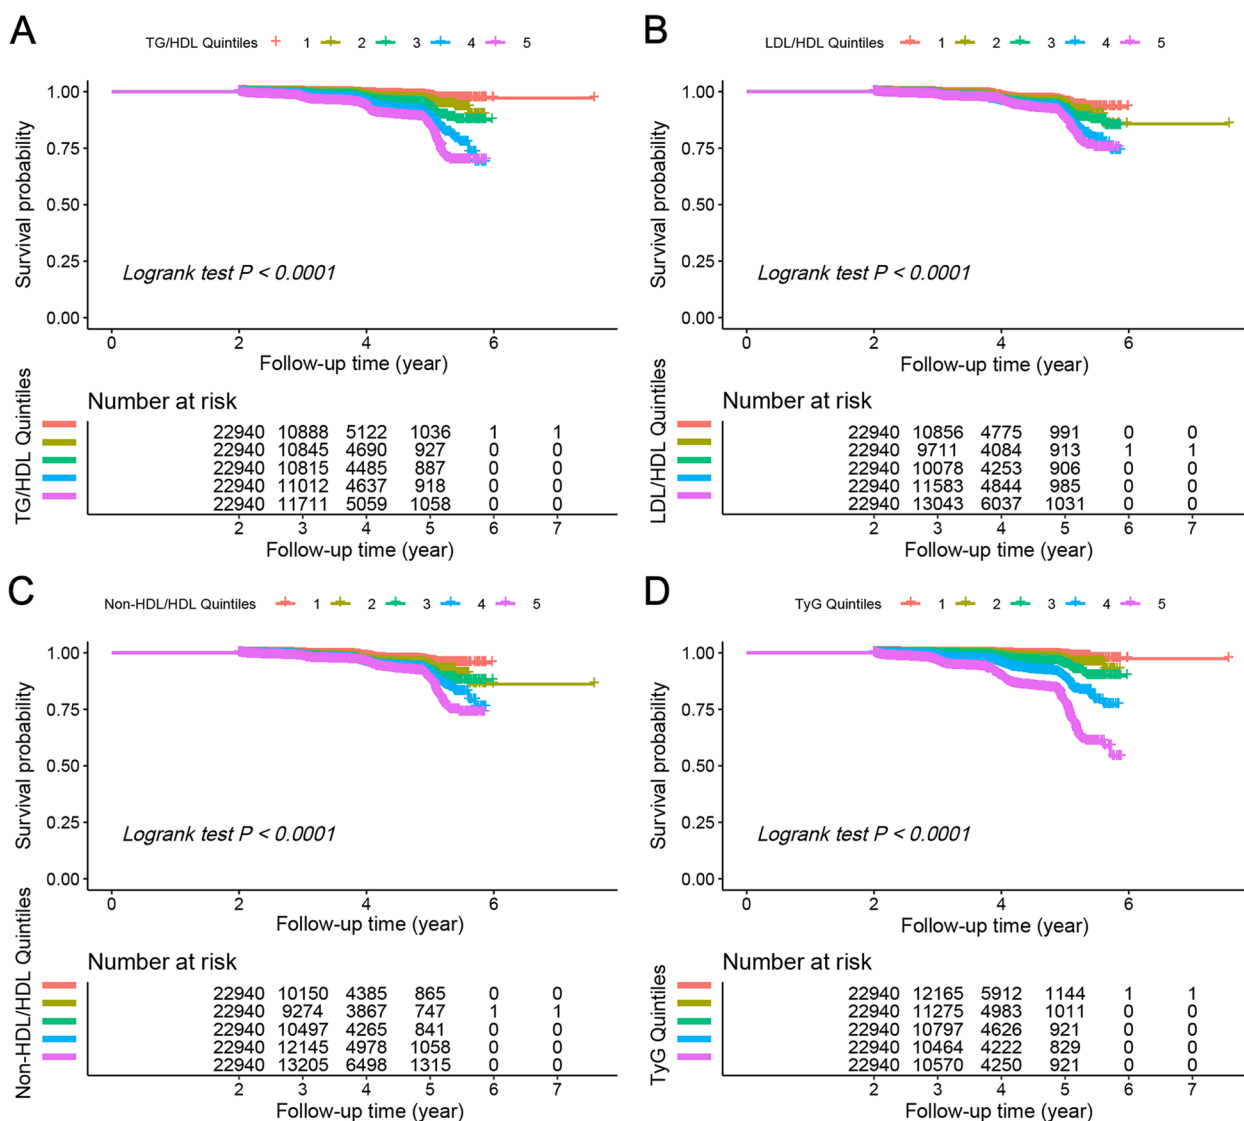 A
TG/HDL Quintiles 1 2 3 4 5
Survival probability
1.00
0.75
0.50
0.25
0.00
Logrank test P < 0.0001
0 2 4 6
Follow-up time (year)
TG/HDL Quintiles
Number at risk
22940 10888 5122 1036 1 1
22940 10845 4690 927 0 0
22940 10815 4485 887 0 0
22940 11012 4637 918 0 0
22940 11711 5059 1058 0 0
2 3 4 5 6 7
Follow-up time (year)
B
LDL/HDL Quintiles 1 2 3 4 5
Survival probability
1.00
0.75
0.50
0.25
0.00
Logrank test P < 0.0001
0 2 4 6
Follow-up time (year)
LDL/HDL Quintiles
Number at risk
22940 10856 4775 991 0 0
22940 9711 4084 913 1 1
22940 10078 4253 906 0 0
22940 11583 4844 985 0 0
22940 13043 6037 1031 0 0
2 3 4 5 6 7
Follow-up time (year)
C
Non-HDL/HDL Quintiles 1 2 3 4 5
Survival probability
1.00
0.75
0.50
0.25
0.00
Logrank test P < 0.0001
0 2 4 6
Follow-up time (year)
Non-HDL/HDL Quintiles
Number at risk
22940 10150 4385 865 0 0
22940 9274 3867 747 1 1
22940 10497 4265 841 0 0
22940 12145 4978 1058 0 0
22940 13205 6498 1315 0 0
2 3 4 5 6 7
Follow-up time (year)
D
TyG Quintiles 1 2 3 4 5
Survival probability
1.00
0.75
0.50
0.25
0.00
Logrank test P < 0.0001
0 2 4 6
Follow-up time (year)
TyG Quintiles
Number at risk
22940 12165 5912 1144 1 1
22940 11275 4983 1011 0 0
22940 10797 4626 921 0 0
22940 10464 4222 829 0 0
22940 10570 4250 921 0 0
2 3 4 5 6 7
Follow-up time (year)